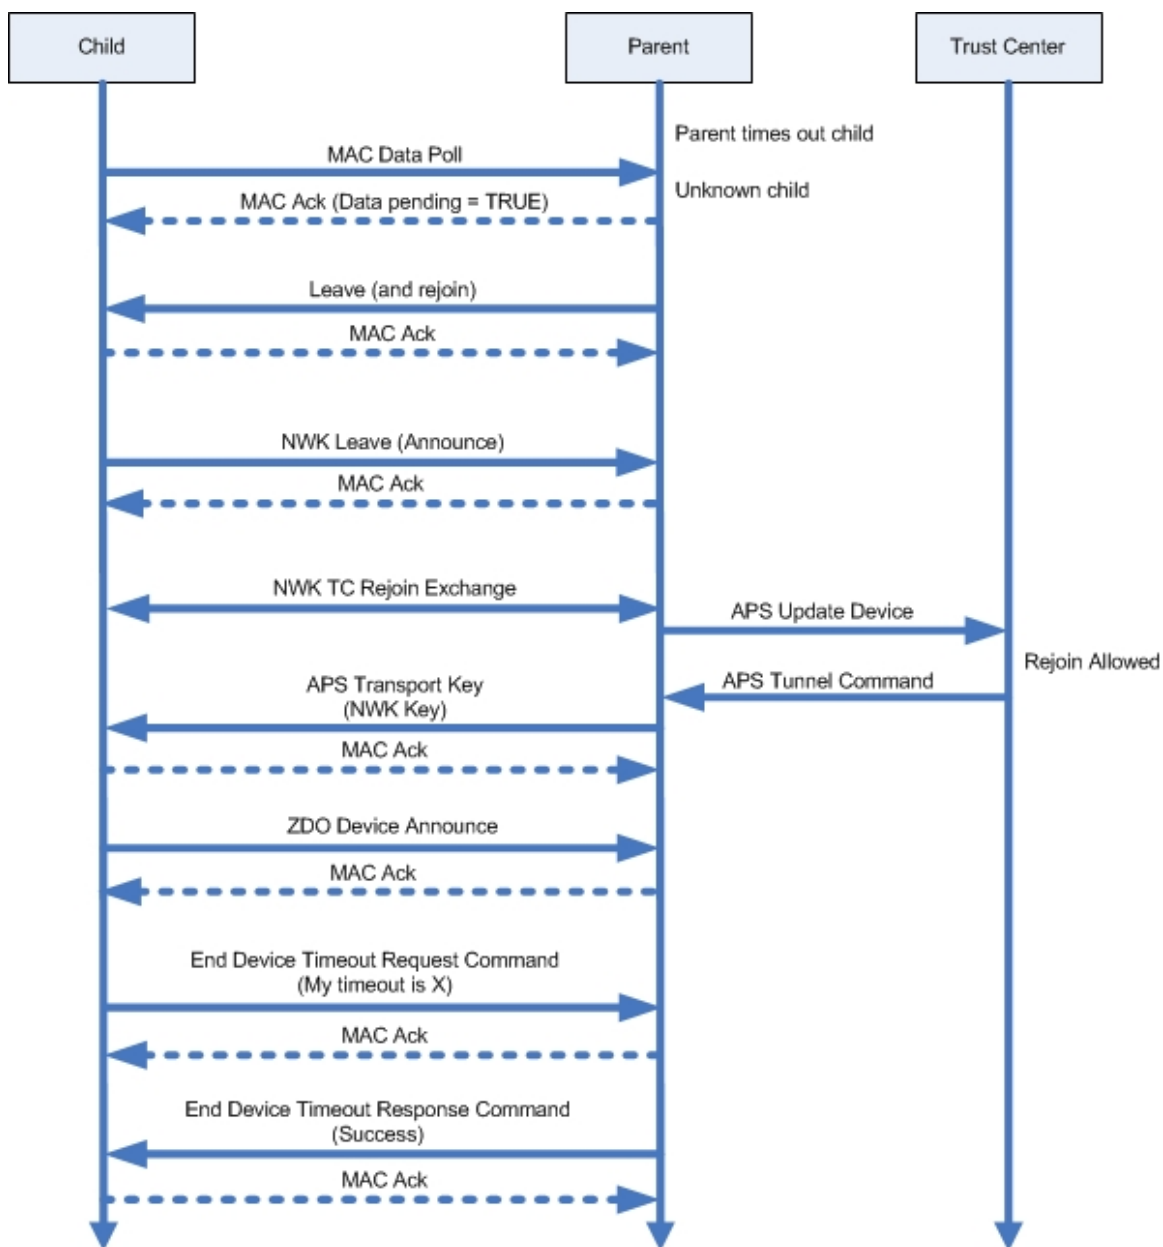 Child
Parent
Trust Center
Parent times out child
MAC Data Poll
Unknown child
MAC Ack (Data pending = TRUE)
Leave (and rejoin)
MAC Ack
NWK Leave (Announce)
MAC Ack
NWK TC Rejoin Exchange
APS Update Device
Rejoin Allowed
APS Tunnel Command
APS Transport Key
(NWK Key)
MAC Ack
ZDO Device Announce
MAC Ack
End Device Timeout Request Command
(My timeout is X)
MAC Ack
End Device Timeout Response Command
(Success)
MAC Ack